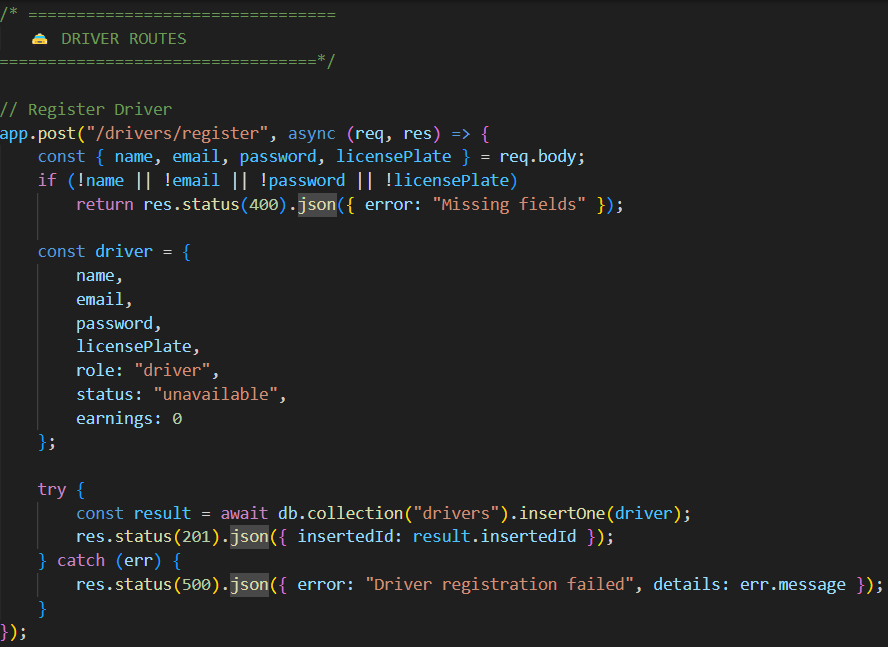 /* ================================
🚖 DRIVER ROUTES
=================================*/
// Register Driver
app.post("/drivers/register", async (req, res) => {
    const { name, email, password, licensePlate } = req.body;
    if (!name || !email || !password || !licensePlate)
        return res.status(400).json({ error: "Missing fields" });
    const driver = {
        name,
        email,
        password,
        licensePlate,
        role: "driver",
        status: "unavailable",
        earnings: 0
    };
    try {
        const result = await db.collection("drivers").insertOne(driver);
        res.status(201).json({ insertedId: result.insertedId });
    } catch (err) {
        res.status(500).json({ error: "Driver registration failed", details: err.message });
    }
});